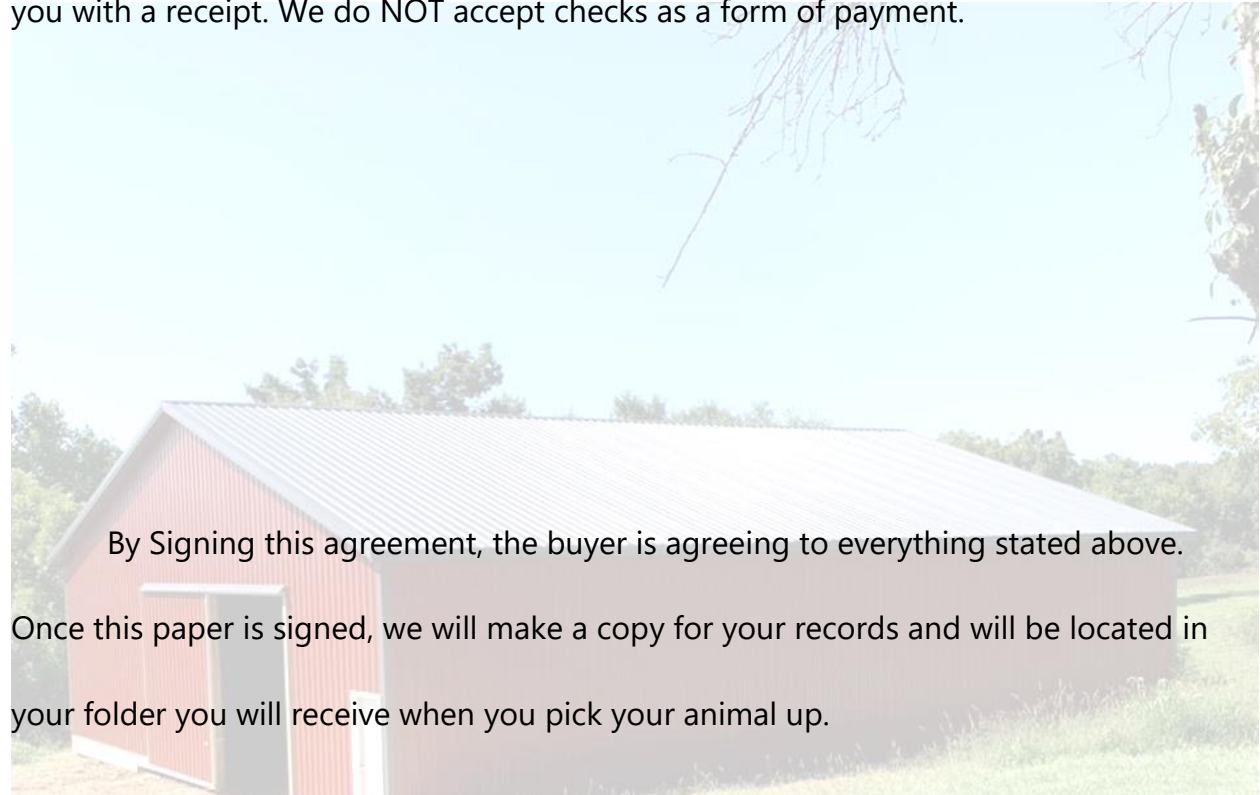 you with a receipt. We do NOT accept checks as a form of payment.
By Signing this agreement, the buyer is agreeing to everything stated above.
Once this paper is signed, we will make a copy for your records and will be located in
your folder you will receive when you pick your animal up.